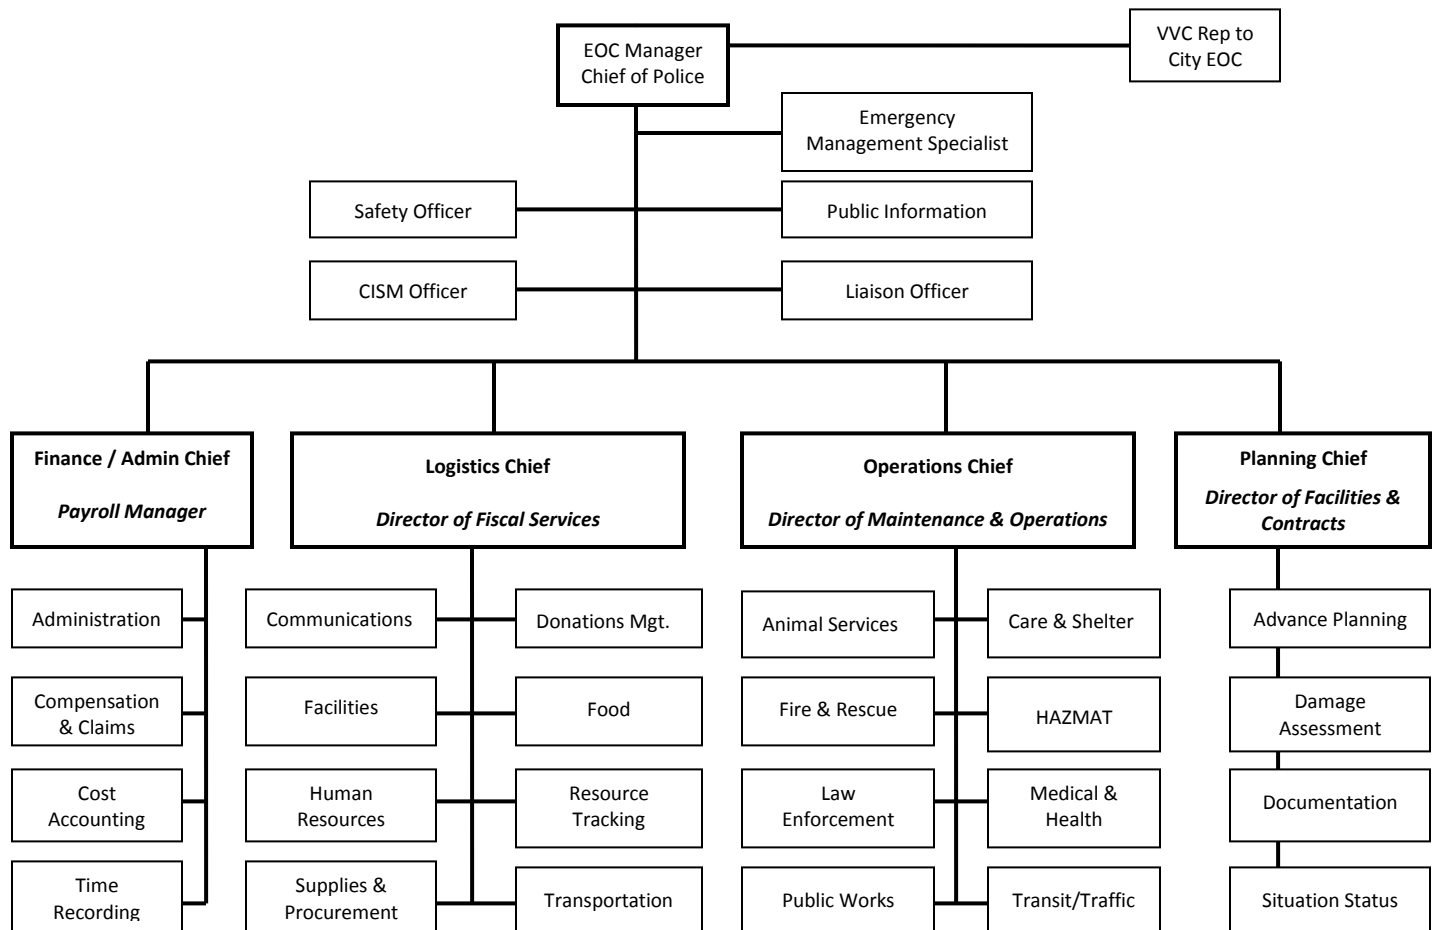 EOC Manager
Chief of Police
VVC Rep to
City EOC
Emergency
Management Specialist
Safety Officer
Public Information
CISM Officer
Liaison Officer
Finance / Admin Chief
Payroll Manager
Logistics Chief
Director of Fiscal Services
Operations Chief
Director of Maintenance & Operations
Planning Chief
Director of Facilities &
Contracts
Administration
Communications
Donations Mgt.
Animal Services
Care & Shelter
Advance Planning
Compensation
& Claims
Facilities
Food
Fire & Rescue
HAZMAT
Damage
Assessment
Cost
Accounting
Human
Resources
Resource
Tracking
Law
Enforcement
Medical &
Health
Documentation
Time
Recording
Supplies &
Procurement
Transportation
Public Works
Transit/Traffic
Situation Status